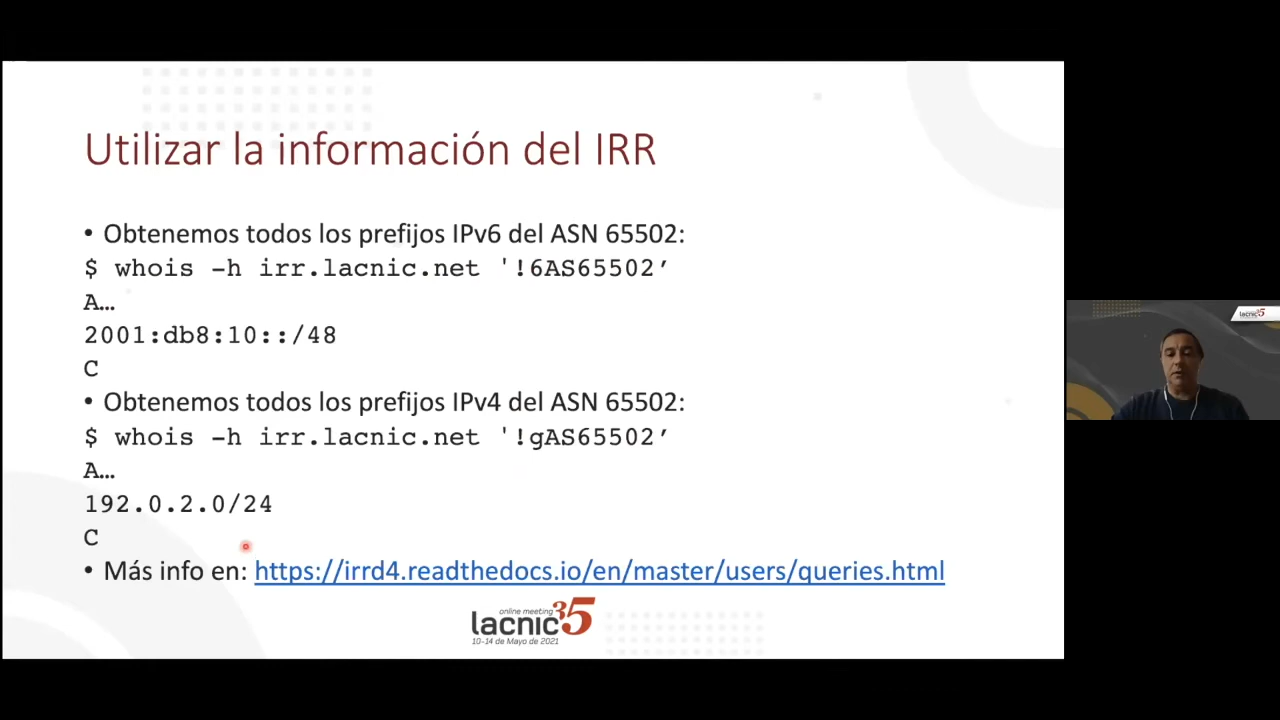 Utilizar la información del IRR
• Obtenemos todos los prefijos IPv6 del ASN 65502:
$ whois -h irr.lacnic.net '!6AS65502’
A…
2001:db8:10::/48
C
• Obtenemos todos los prefijos IPv4 del ASN 65502:
$ whois -h irr.lacnic.net '!gAS65502’
A…
192.0.2.0/24
C
• Más info en: https://irrd4.readthedocs.io/en/master/users/queries.html
online meeting
lacnic 35
10-14 de Mayo de 2021
lacnic35